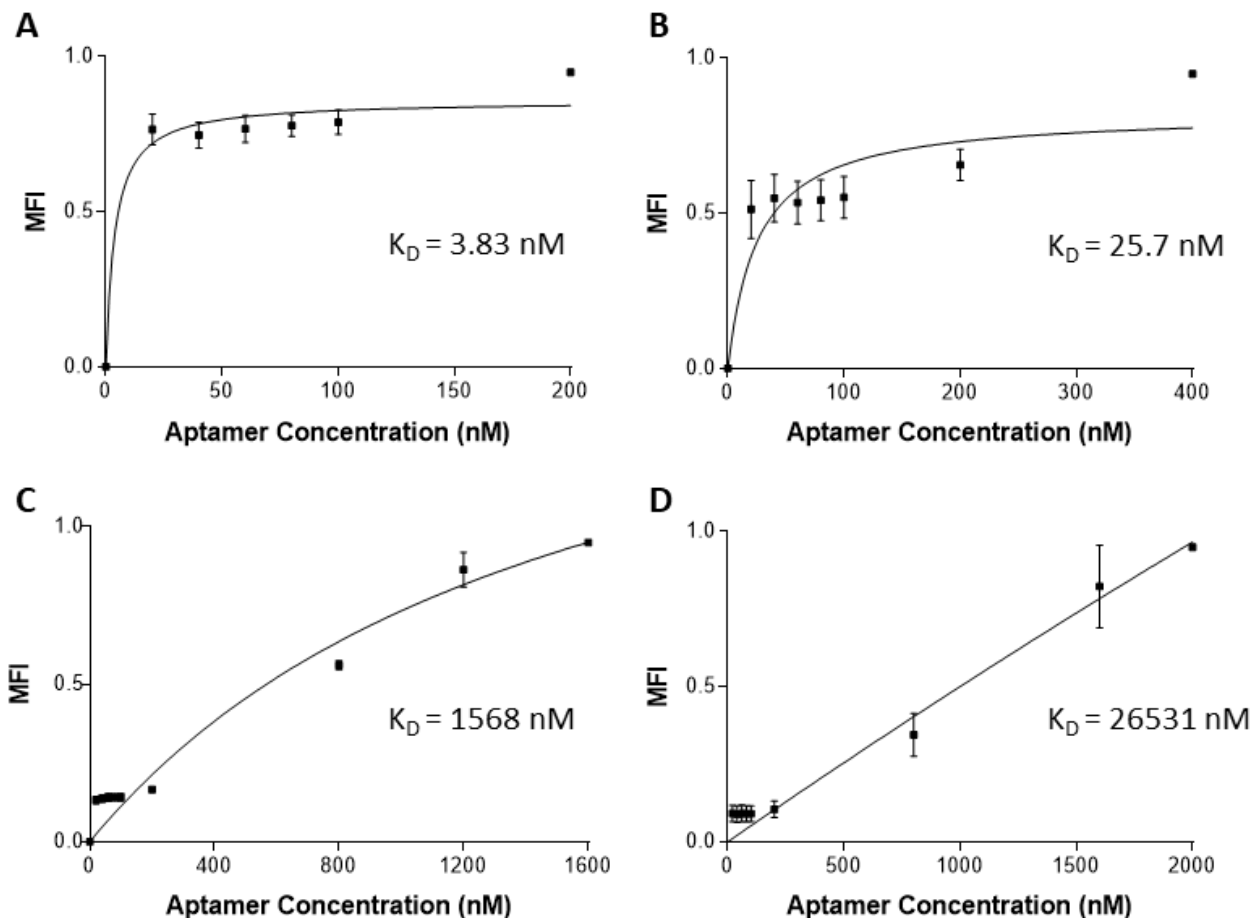 A
1.0
0.5
0.0
MFI
K_D = 3.83 nM
0 50 100 150 200
Aptamer Concentration (nM)
B
1.0
0.5
0.0
MFI
K_D = 25.7 nM
0 100 200 300 400
Aptamer Concentration (nM)
C
1.0
0.5
0.0
MFI
K_D = 1568 nM
0 400 800 1200 1600
Aptamer Concentration (nM)
D
1.0
0.5
0.0
MFI
K_D = 26531 nM
0 500 1000 1500 2000
Aptamer Concentration (nM)